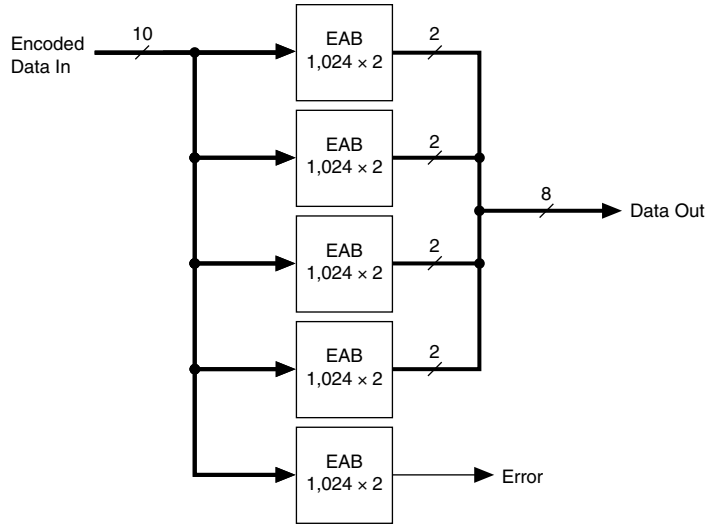 Encoded
Data In
10
EAB
1,024 × 2
2
EAB
1,024 × 2
2
8
Data Out
EAB
1,024 × 2
2
EAB
1,024 × 2
2
EAB
1,024 × 2
Error